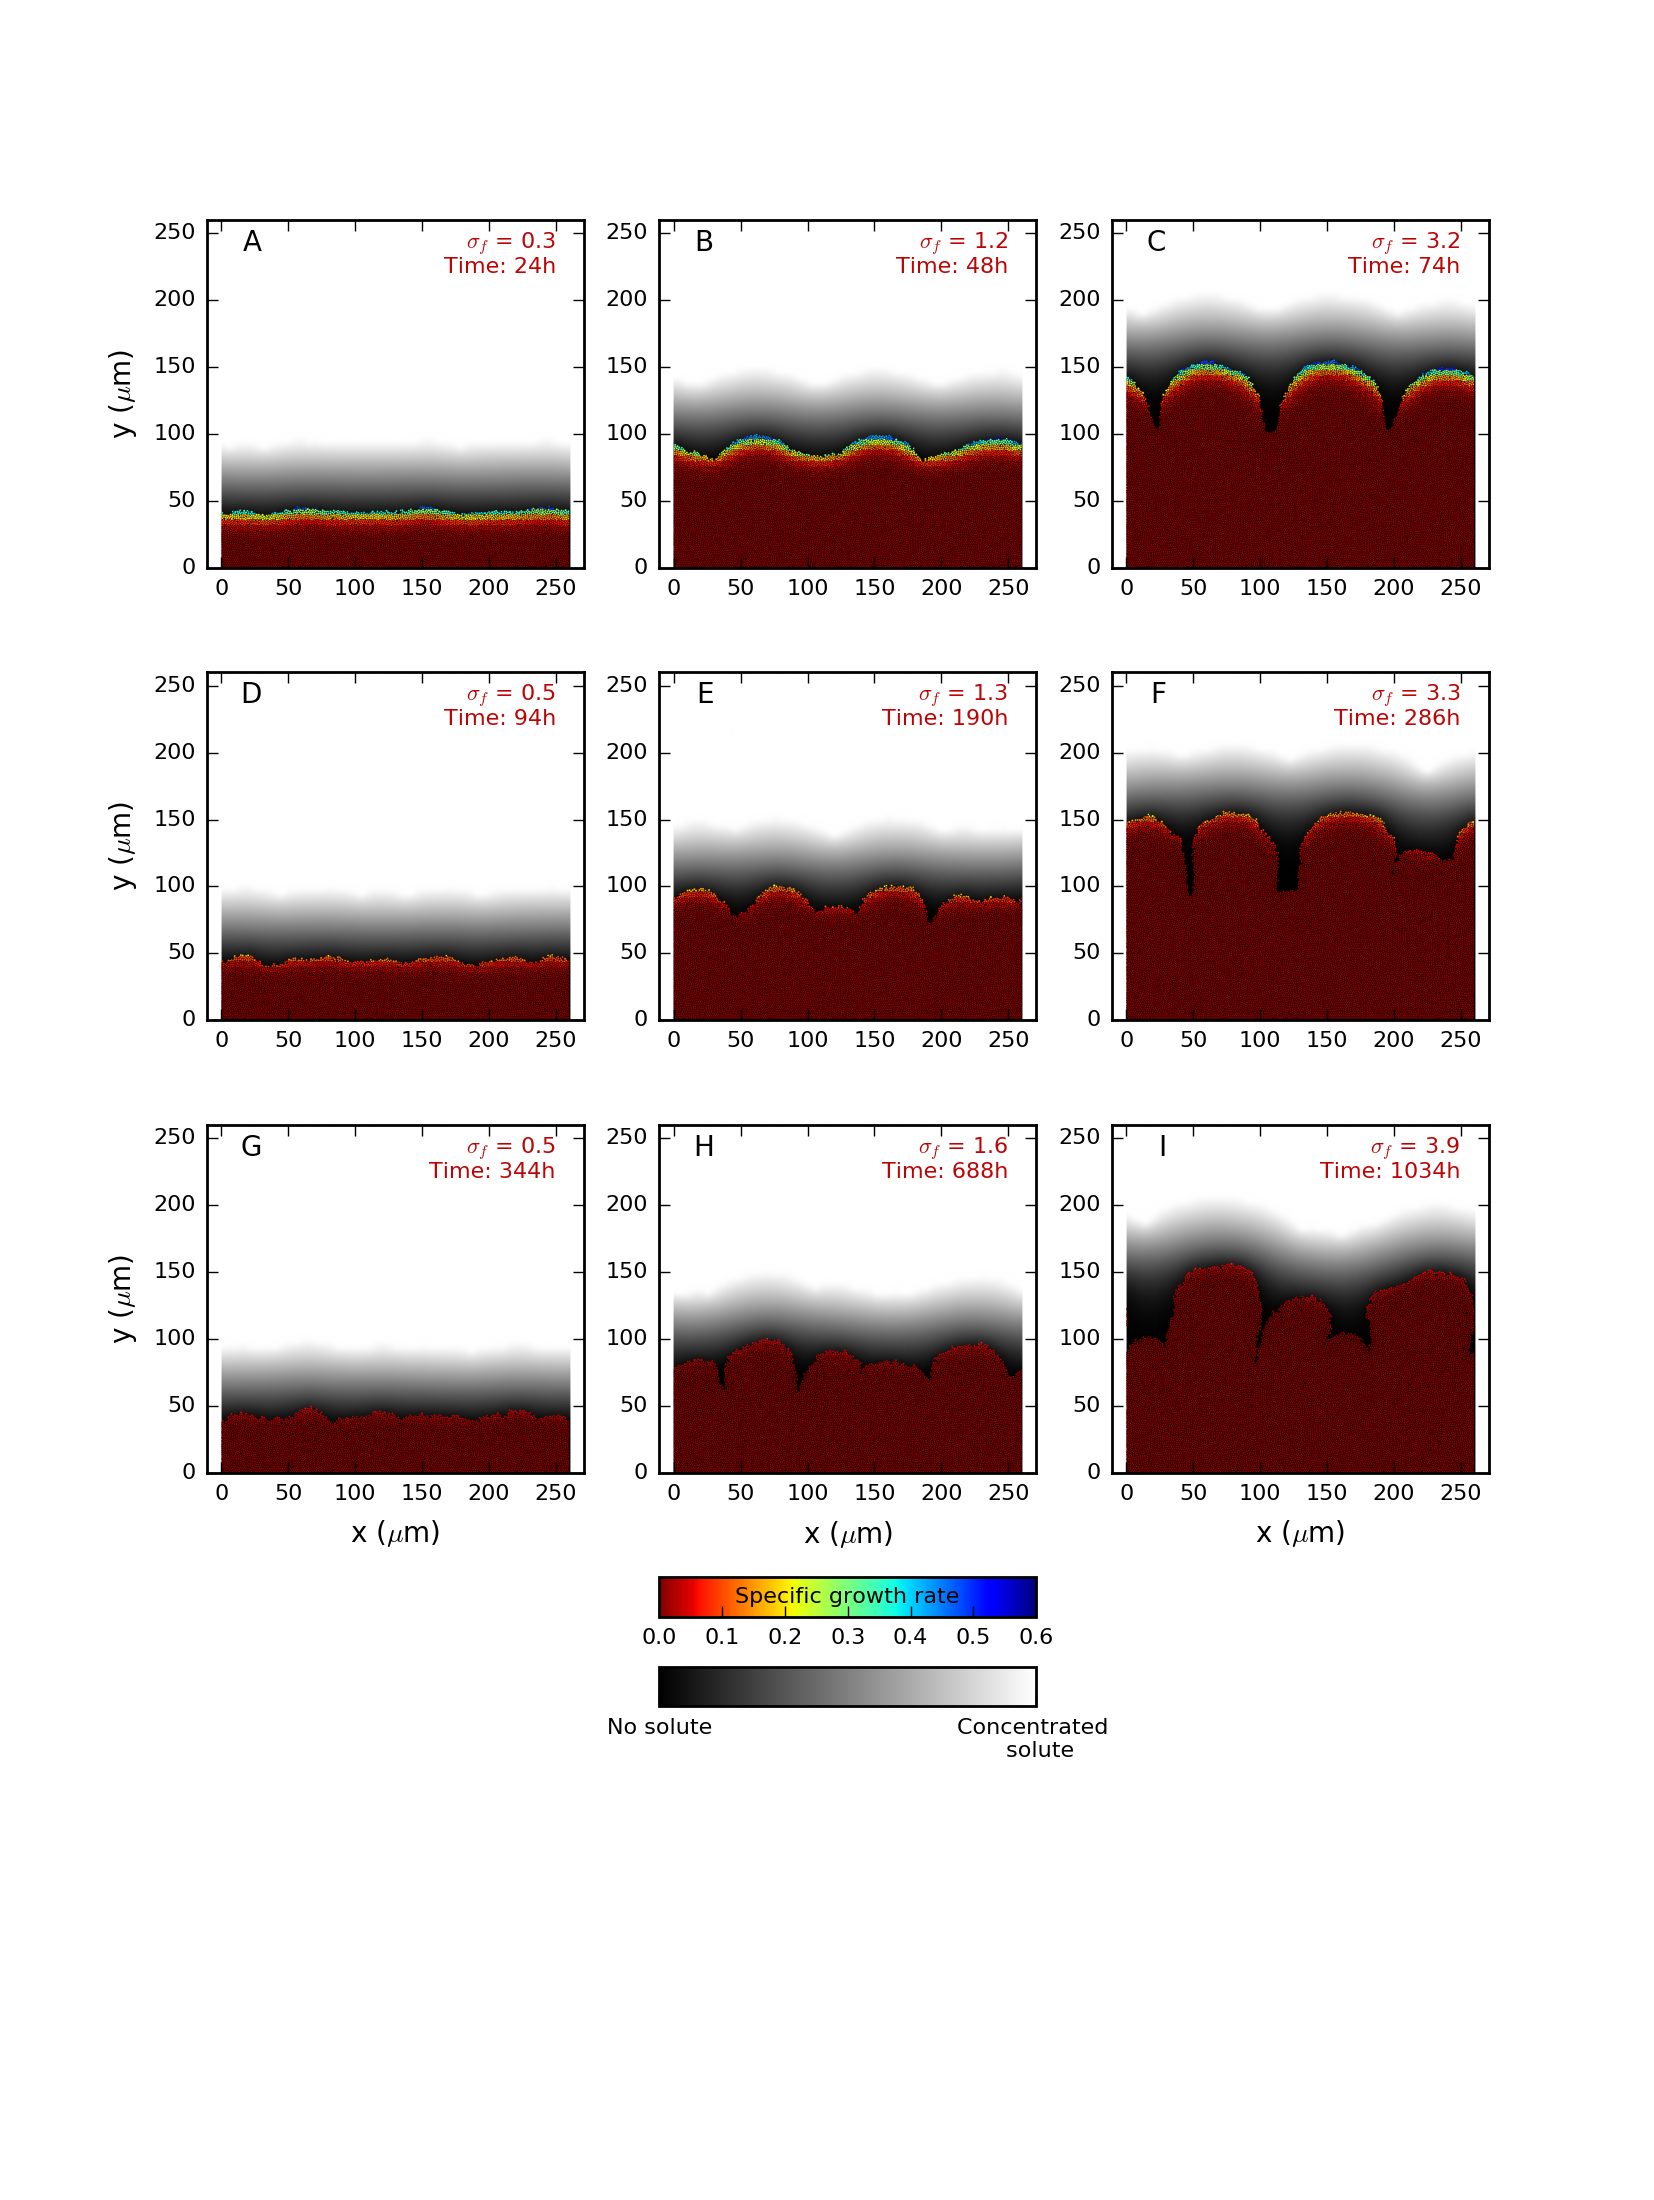 A
σf = 0.3
Time: 24h
B
σf = 1.2
Time: 48h
C
σf = 3.2
Time: 74h
y (μm)
250
200
150
100
50
0
0 50 100 150 200 250
250
200
150
100
50
0
0 50 100 150 200 250
250
200
150
100
50
0
0 50 100 150 200 250
D
σf = 0.5
Time: 94h
E
σf = 1.3
Time: 190h
F
σf = 3.3
Time: 286h
y (μm)
250
200
150
100
50
0
0 50 100 150 200 250
250
200
150
100
50
0
0 50 100 150 200 250
250
200
150
100
50
0
0 50 100 150 200 250
G
σf = 0.5
Time: 344h
H
σf = 1.6
Time: 688h
I
σf = 3.9
Time: 1034h
y (μm)
250
200
150
100
50
0
0 50 100 150 200 250
x (μm)
250
200
150
100
50
0
0 50 100 150 200 250
x (μm)
250
200
150
100
50
0
0 50 100 150 200 250
x (μm)
Specific growth rate
0.0 0.1 0.2 0.3 0.4 0.5 0.6
No solute
Concentrated
solute